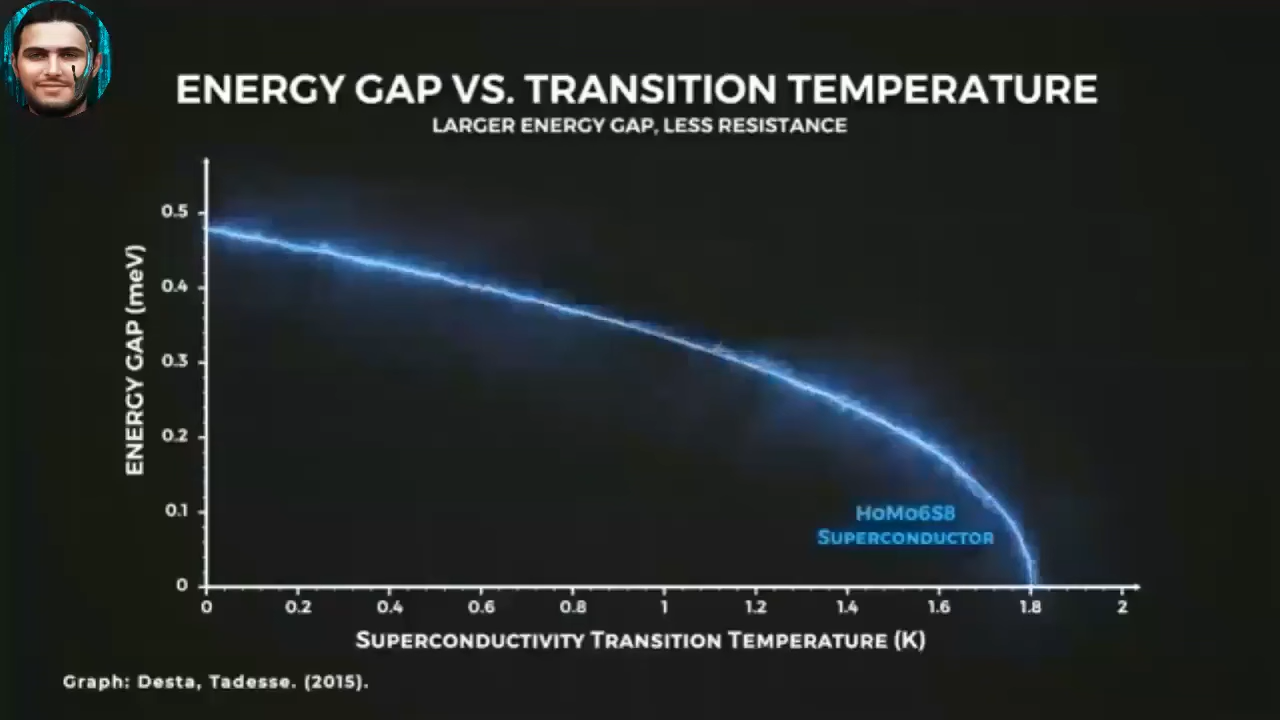 ENERGY GAP VS. TRANSITION TEMPERATURE
LARGER ENERGY GAP, LESS RESISTANCE
ENERGY GAP (meV)
0.5
0.4
0.3
0.2
0.1
0
HoMo6S8
SUPERCONDUCTOR
0 0.2 0.4 0.6 0.8 1 1.2 1.4 1.6 1.8 2
SUPERCONDUCTIVITY TRANSITION TEMPERATURE (K)
Graph: Desta, Tadesse. (2015).